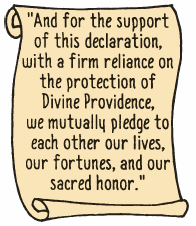 "And for the support
of this declaration,
with a firm reliance on
the protection of
Divine Providence,
we mutually pledge to
each other our lives,
our fortunes, and our
sacred honor."